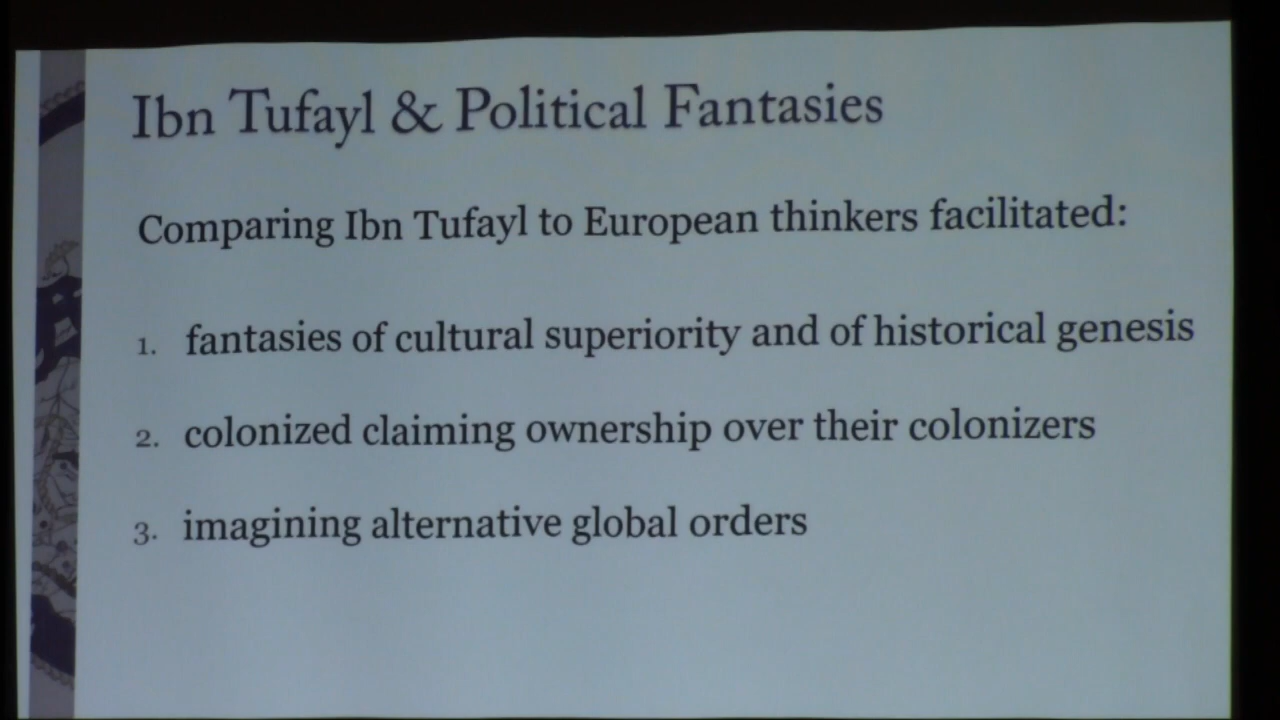 Ibn Tufayl & Political Fantasies
Comparing Ibn Tufayl to European thinkers facilitated:
1. fantasies of cultural superiority and of historical genesis
2. colonized claiming ownership over their colonizers
3. imagining alternative global orders